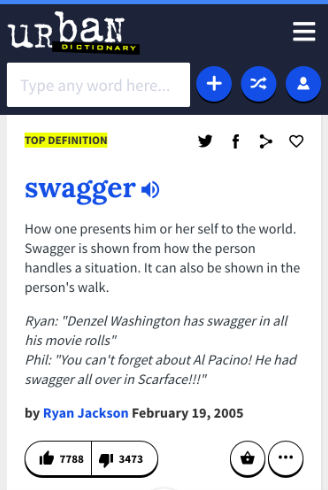 urban
DICTIONARY
Type any word here...
TOP DEFINITION
swagger
How one presents him or her self to the world.
Swagger is shown from how the person
handles a situation. It can also be shown in the
person's walk.
Ryan: "Denzel Washington has swagger in all
his movie rolls"
Phil: "You can't forget about Al Pacino! He had
swagger all over in Scarface!!!"
by Ryan Jackson February 19, 2005
7788 3473